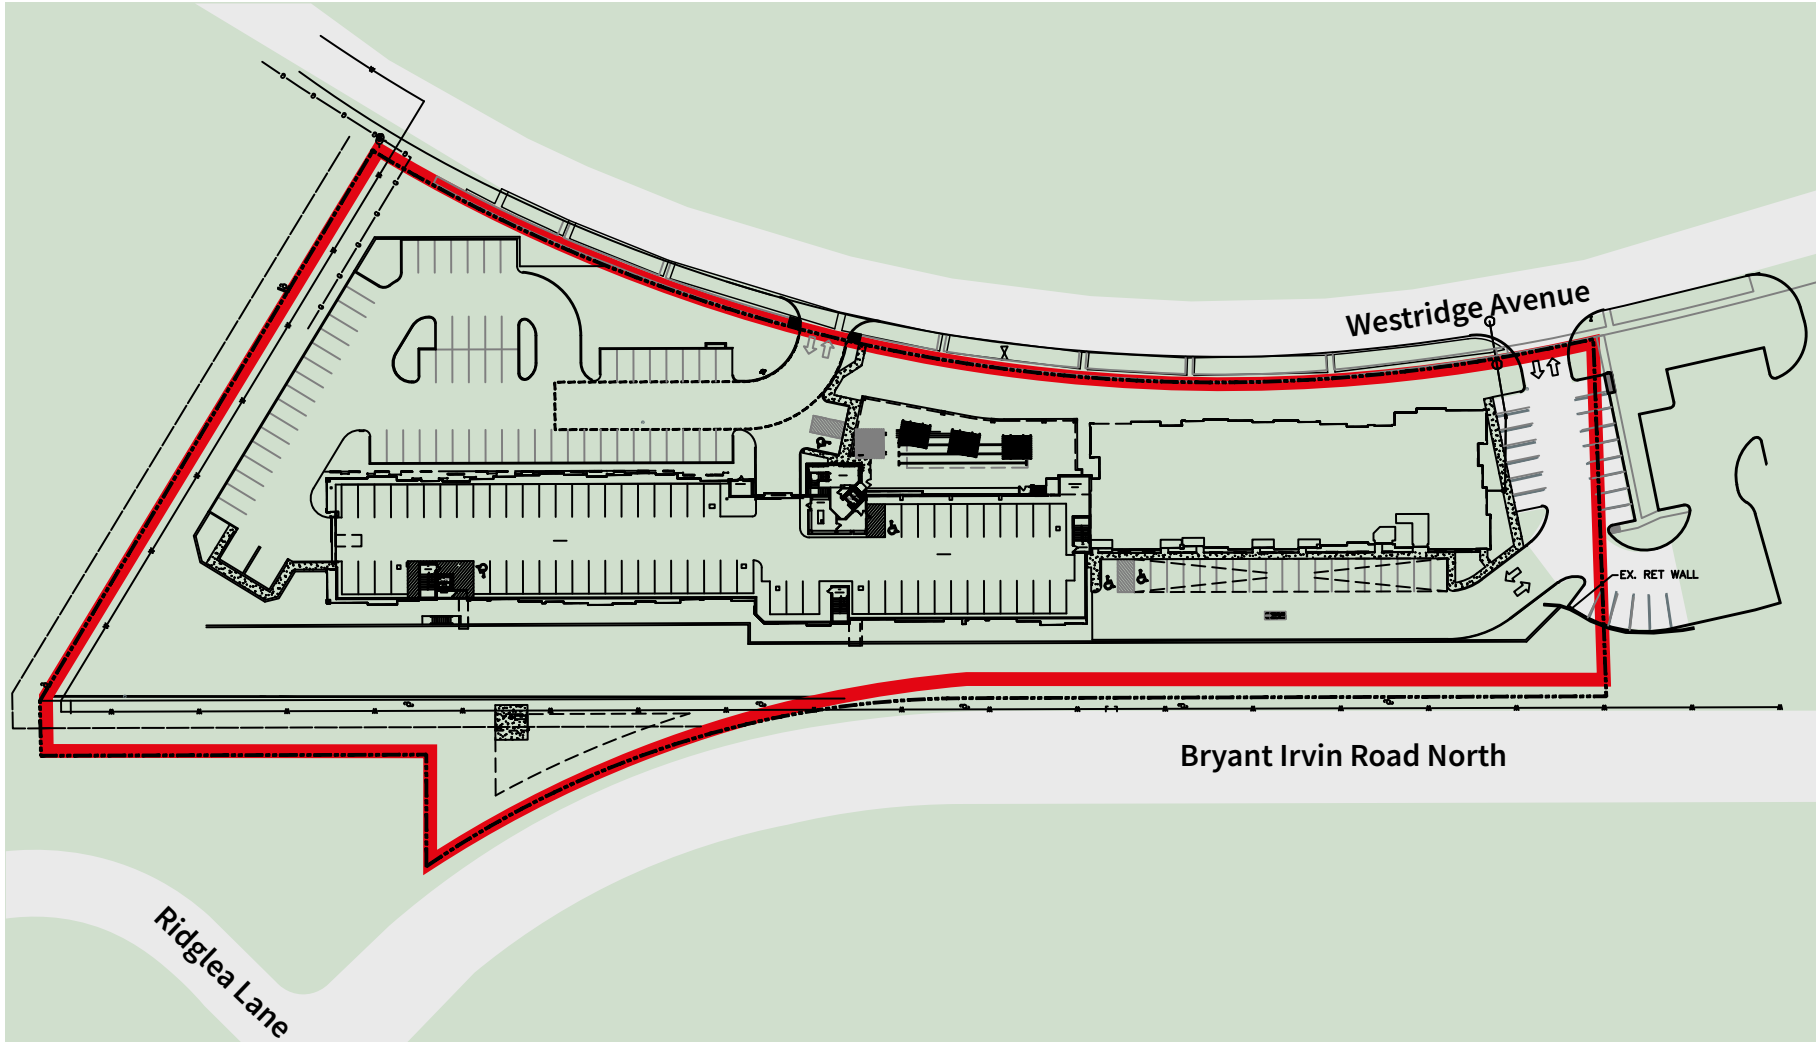 Westridge Avenue
EX. RET WALL
Bryant Irvin Road North
Ridglea Lane